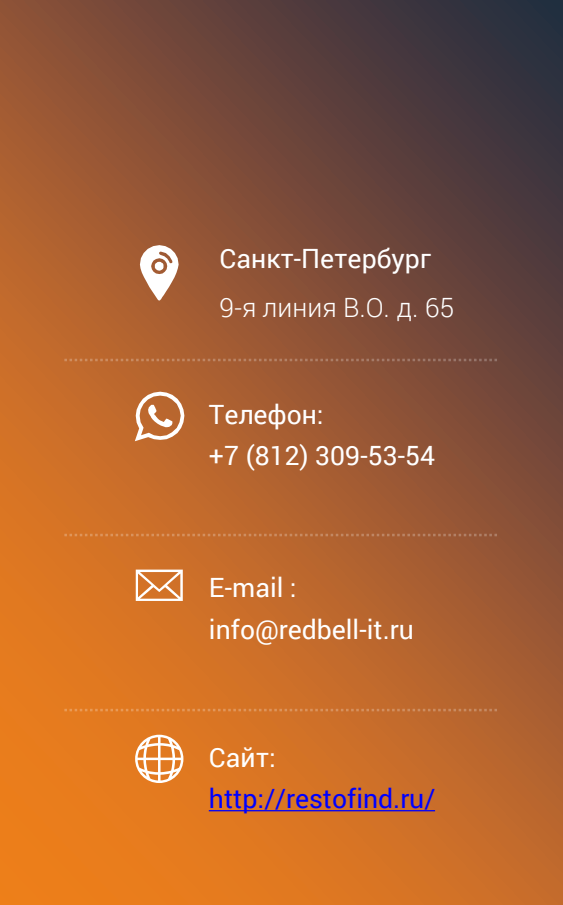 Санкт-Петербург
9-я линия В.О. д. 65
Телефон:
+7 (812) 309-53-54
E-mail :
info@redbell-it.ru
Сайт:
http://restofind.ru/